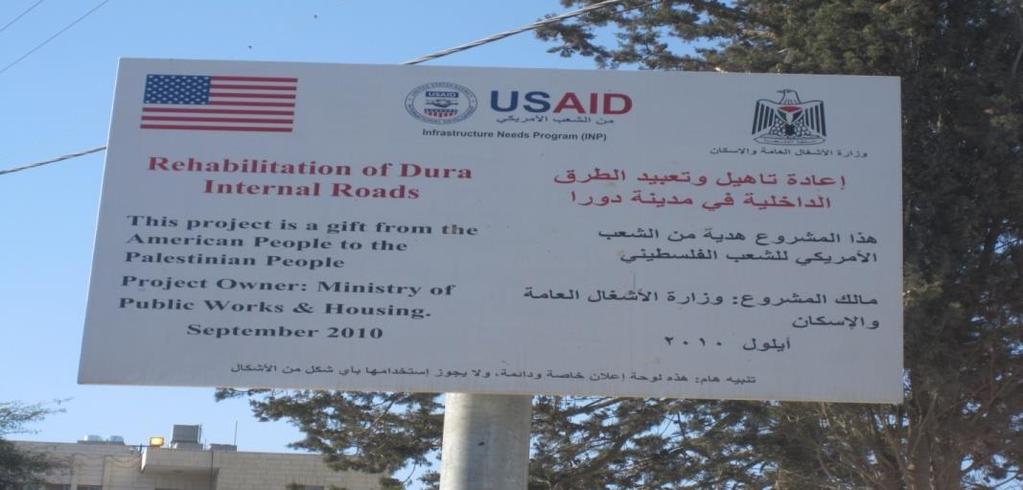 USAID
من الشعب الأمريكي
Infrastructure Needs Program (INP)
وزارة الأشغال العامة والإسكان
Rehabilitation of Dura
Internal Roads
This project is a gift from the
American People to the
Palestinian People
Project Owner: Ministry of
Public Works & Housing.
September 2010
إعادة تاهيل وتعبيد الطرق
الداخلية في مدينة دورا
هذا المشروع هدية من الشعب
الأمريكي للشعب الفلسطيني
مالك المشروع: وزارة الأشغال العامة
والإسكان
أيلول ٢٠١٠
تنبيه هام: هذه لوحة إعلان خاصة ودائمة، ولا يجوز إستخدامها بأي شكل من الأشكال